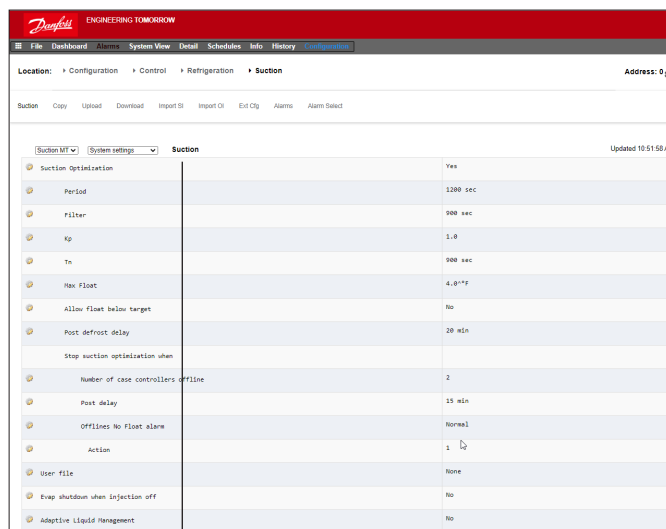 Danfoss ENGINEERING TOMORROW
File Dashboard Alarms System View Detail Schedules Info History Configuration
Location: Configuration Control Refrigeration Suction Address: 0
Suction Copy Upload Download Import SI Import OI Ext Cfg Alarms Alarm Select
Suction MT System settings Suction Updated 10:51:58 A
Suction Optimization Yes
Period 1200 sec
Filter 900 sec
Kp 1.0
Tn 900 sec
Max Float 4.0^°F
Allow float below target No
Post defrost delay 20 min
Stop suction optimization when
Number of case controllers offline 2
Post delay 15 min
Offlines No Float alarm Normal
Action 1
User file None
Evap shutdown when injection off No
Adaptive Liquid Management No